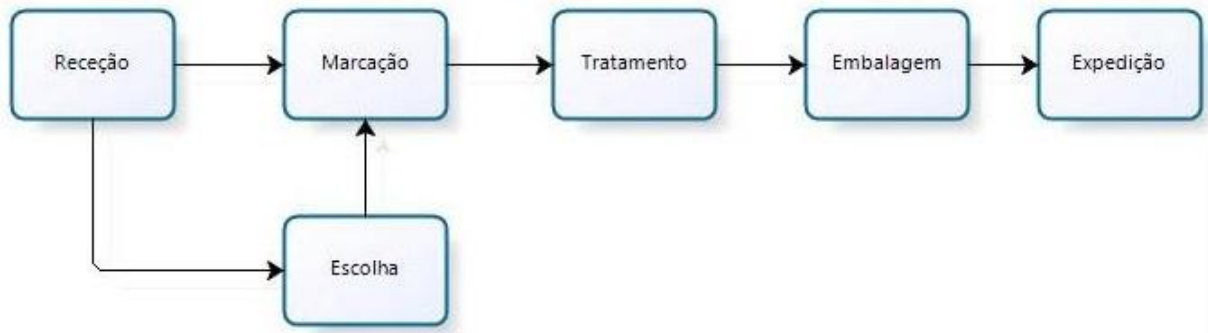 Receção
Marcação
Tratamento
Embalagem
Expedição
Escolha